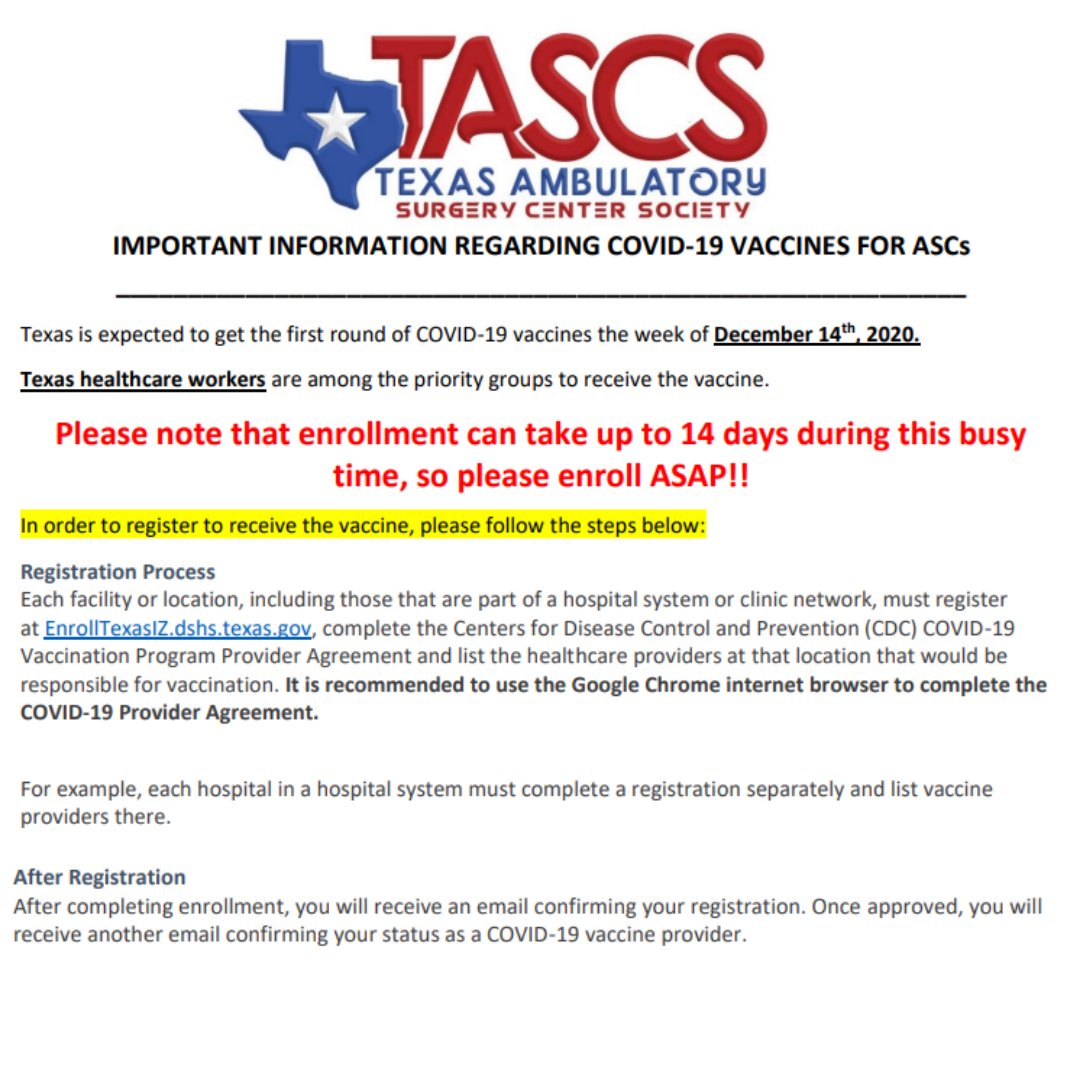 TASCS
TEXAS AMBULATORY
SURGERY CENTER SOCIETY
IMPORTANT INFORMATION REGARDING COVID-19 VACCINES FOR ASCs
Texas is expected to get the first round of COVID-19 vaccines the week of December 14th, 2020.
Texas healthcare workers are among the priority groups to receive the vaccine.
Please note that enrollment can take up to 14 days during this busy
time, so please enroll ASAP!!
In order to register to receive the vaccine, please follow the steps below:
Registration Process
Each facility or location, including those that are part of a hospital system or clinic network, must register
at EnrollTexasIZ.dshs.texas.gov, complete the Centers for Disease Control and Prevention (CDC) COVID-19
Vaccination Program Provider Agreement and list the healthcare providers at that location that would be
responsible for vaccination. It is recommended to use the Google Chrome internet browser to complete the
COVID-19 Provider Agreement.
For example, each hospital in a hospital system must complete a registration separately and list vaccine
providers there.
After Registration
After completing enrollment, you will receive an email confirming your registration. Once approved, you will
receive another email confirming your status as a COVID-19 vaccine provider.